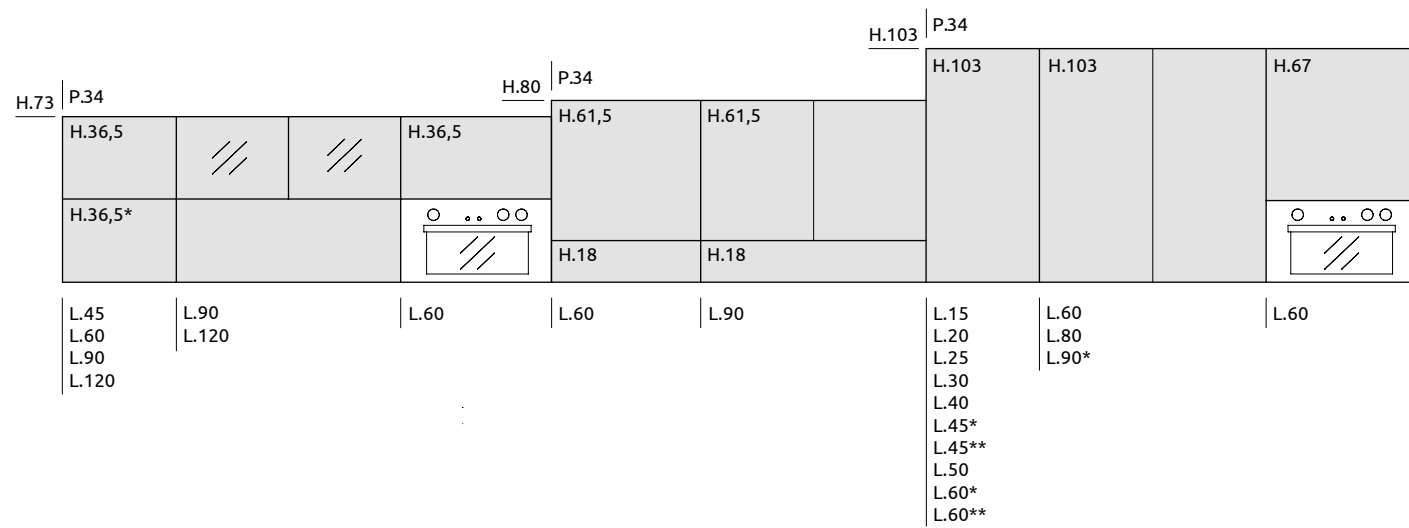 H.73
P.34
H.36,5
H.36,5
H.36,5*
L.45
L.60
L.90
L.120
L.90
L.120
L.60
H.80
P.34
H.61,5
H.61,5
H.18
H.18
L.60
L.90
H.103
P.34
H.103
H.103
H.67
L.15
L.20
L.25
L.30
L.40
L.45*
L.45**
L.50
L.60*
L.60**
L.60
L.80
L.90*
L.60